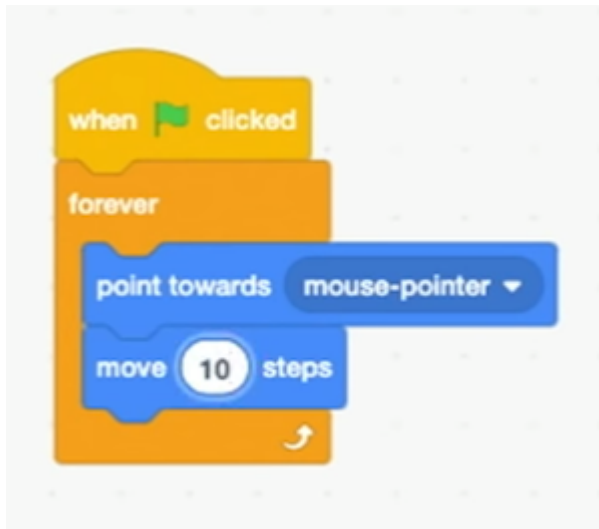 when clicked
forever
point towards mouse-pointer
move 10 steps